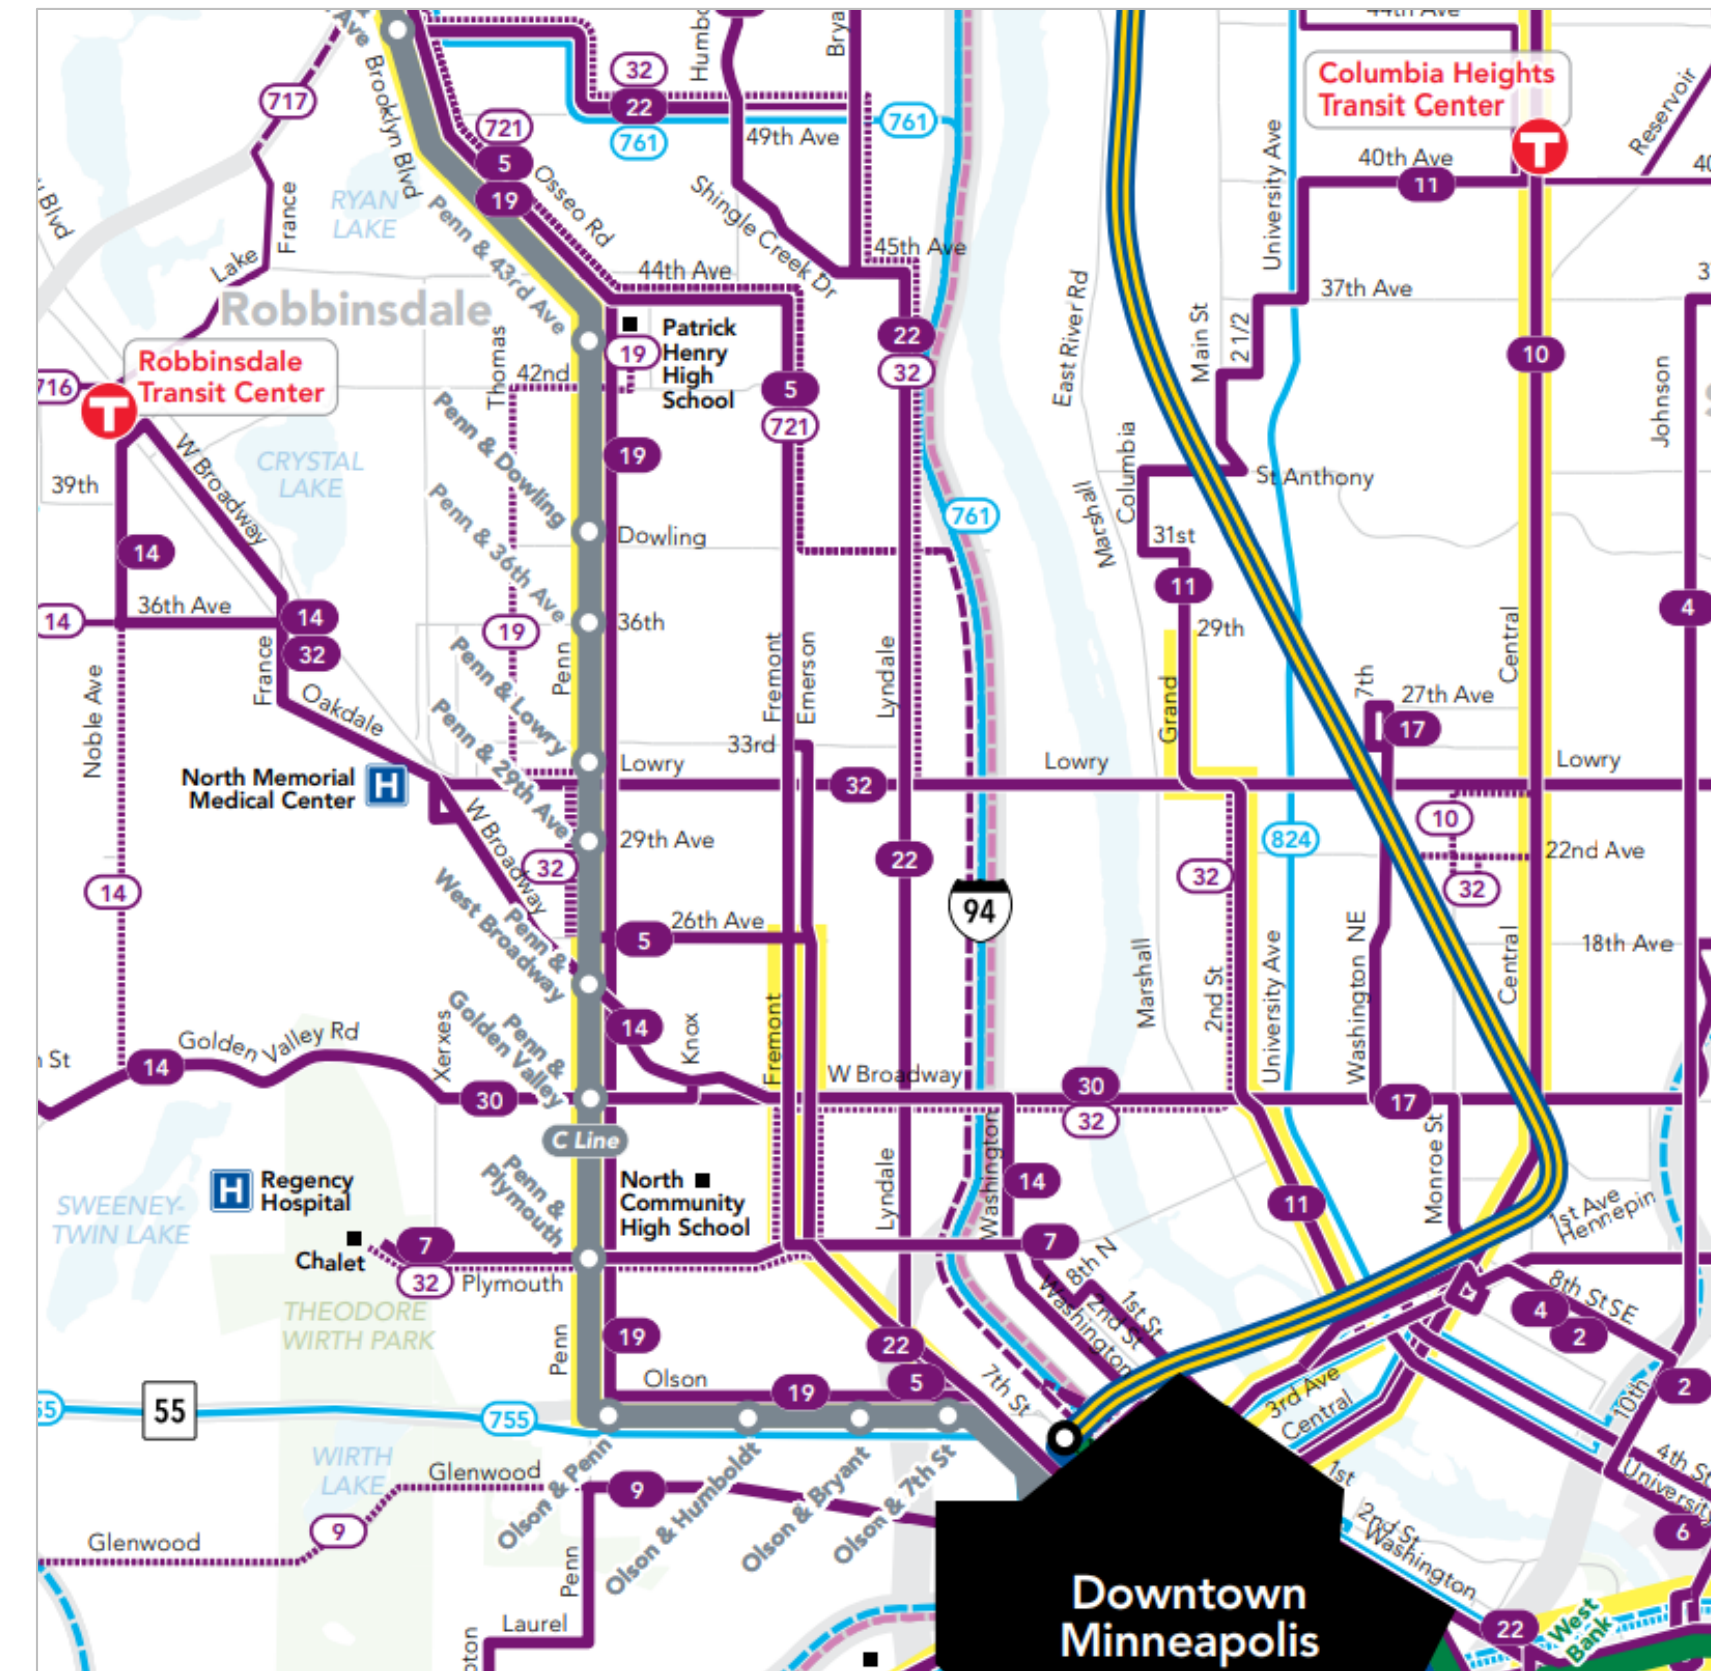 44th Ave
Ave
Brooklyn Blvd
32
22
761
Humbo
Brya
761
49th Ave
717
721
5
19
Osseo Rd
Shingle Creek Dr
45th Ave
44th Ave
Columbia Heights
Transit Center
T
40th Ave
11
Reservoir
40
University Ave
37th Ave
3
Blvd
France
Lake
RYAN
LAKE
Robbinsdale
Robbinsdale
Transit Center
T
716
Penn & 43rd Ave
Patrick
Henry
High
School
19
42nd
Thomas
5
721
22
32
East River Rd
Main St
2 1/2
10
Johnson
W Broadway
CRYSTAL
LAKE
39th
14
Penn & Dowling
19
Dowling
761
Marshall
Columbia
St Anthony
31st
11
29th
Penn & 36th Ave
36th
36th Ave
14
14
32
19
Penn
Fremont
Emerson
Lyndale
Grand
Central
4
Noble Ave
France
Oakdale
Penn & Lowry
Penn & 29th Ave
33rd
Lowry
32
Lowry
7th
27th Ave
17
Lowry
North Memorial
Medical Center
H
W Broadway
29th Ave
32
22
32
824
10
22nd Ave
32
14
94
Penn &
West Broadway
26th Ave
5
Marshall
2nd St
University Ave
Washington NE
Central
18th Ave
Penn &
Golden Valley
14
Knox
Fremont
St
14
Golden Valley Rd
Xerxes
30
W Broadway
30
32
17
C Line
Penn &
Plymouth
North
Community
High School
Lyndale
Washington
14
11
Monroe St
1st Ave
Hennepin
SWEENEY-
TWIN LAKE
H
Regency
Hospital
Chalet
7
32
Plymouth
7
8th N
1st St
2nd St
Washington
8th St SE
4
2
THEODORE
WIRTH PARK
Penn
19
22
5
Olson
19
7th St
3rd Ave
Central
10th
2
55
55
755
WIRTH
LAKE
Olson & Penn
Olson & Humboldt
Olson & Bryant
Olson & 7th St
Glenwood
9
9
Glenwood
Penn
Laurel
pton
Downtown
Minneapolis
1st
2nd St
Washington
4th St
University
6
22
West
Bank